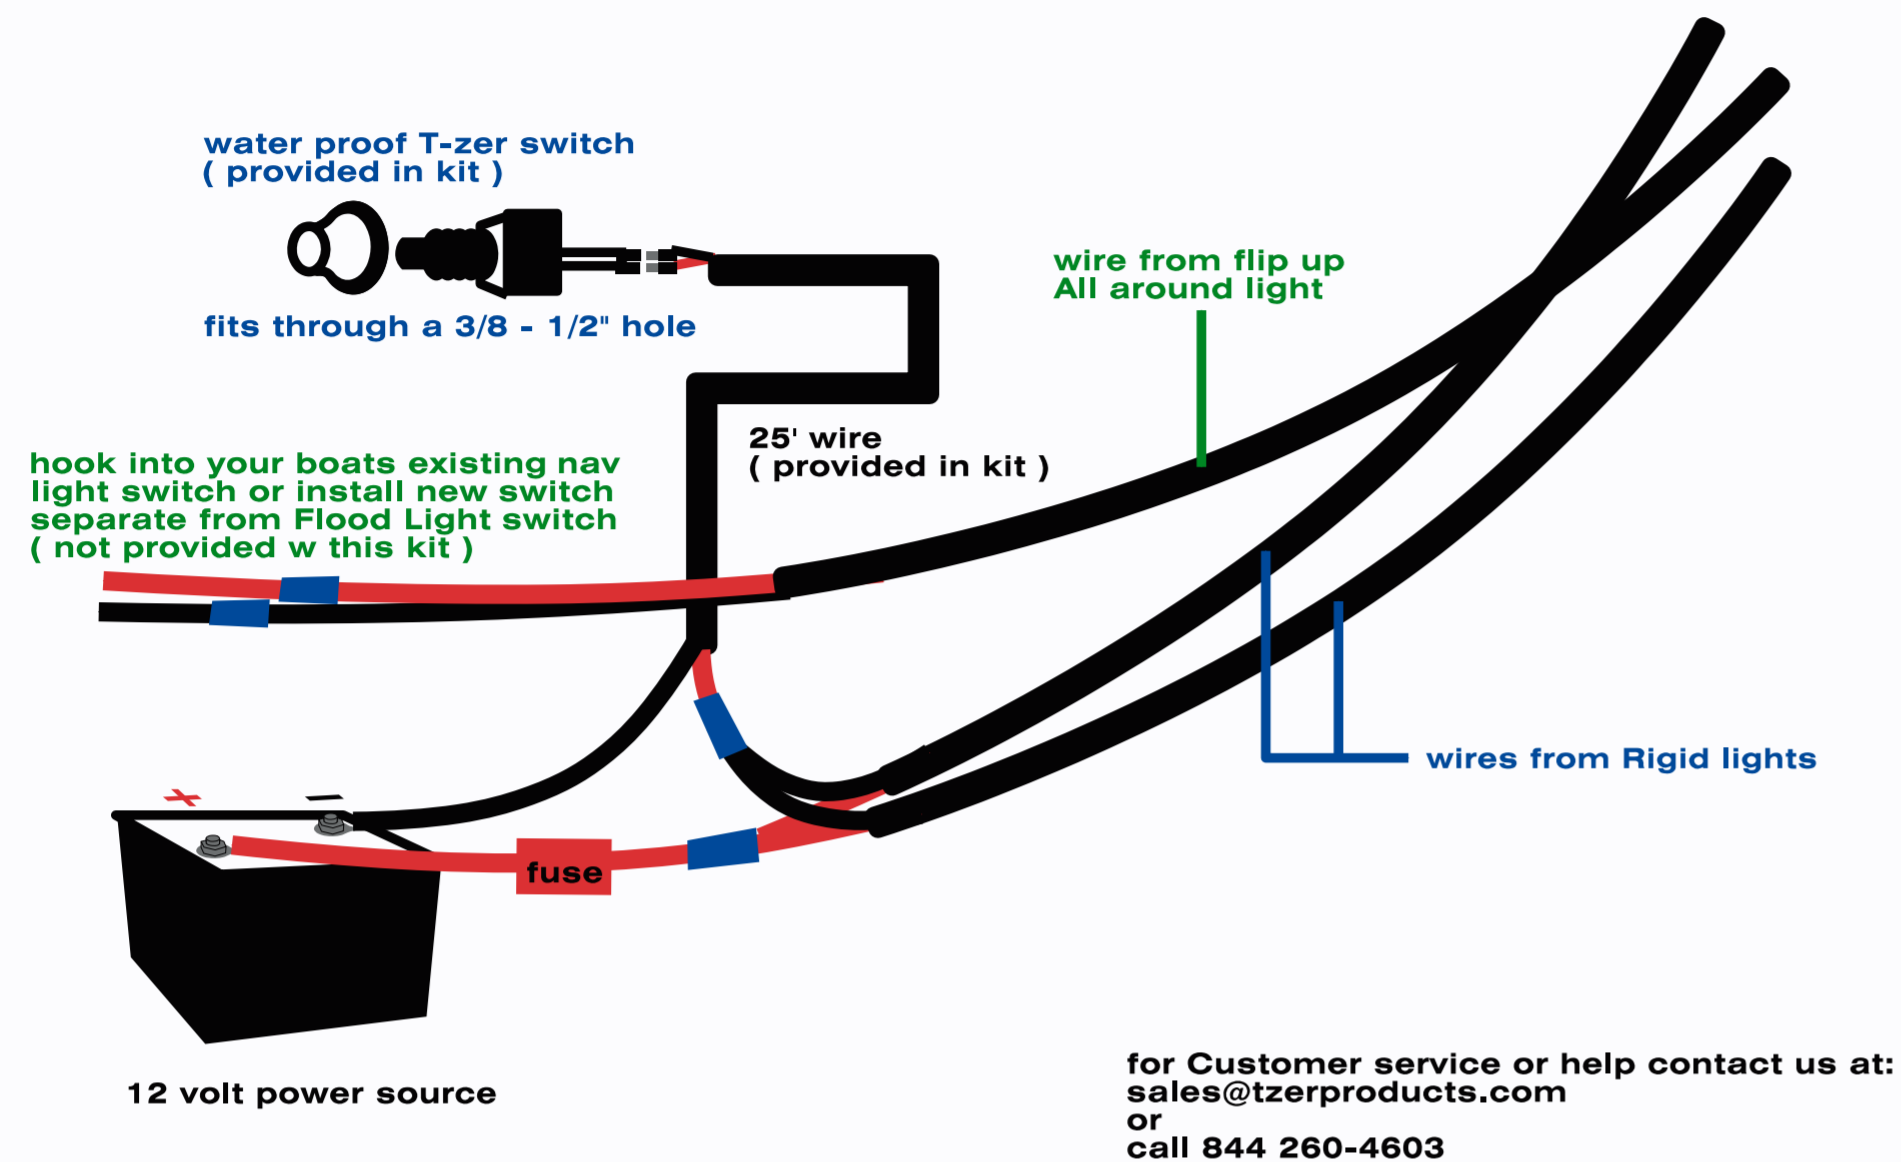 water proof T-zer switch
( provided in kit )
fits through a 3/8 - 1/2" hole
wire from flip up
All around light
25' wire
( provided in kit )
hook into your boats existing nav
light switch or install new switch
separate from Flood Light switch
( not provided w this kit )
wires from Rigid lights
+ −
fuse
12 volt power source
for Customer service or help contact us at:
sales@tzerproducts.com
or
call 844 260-4603